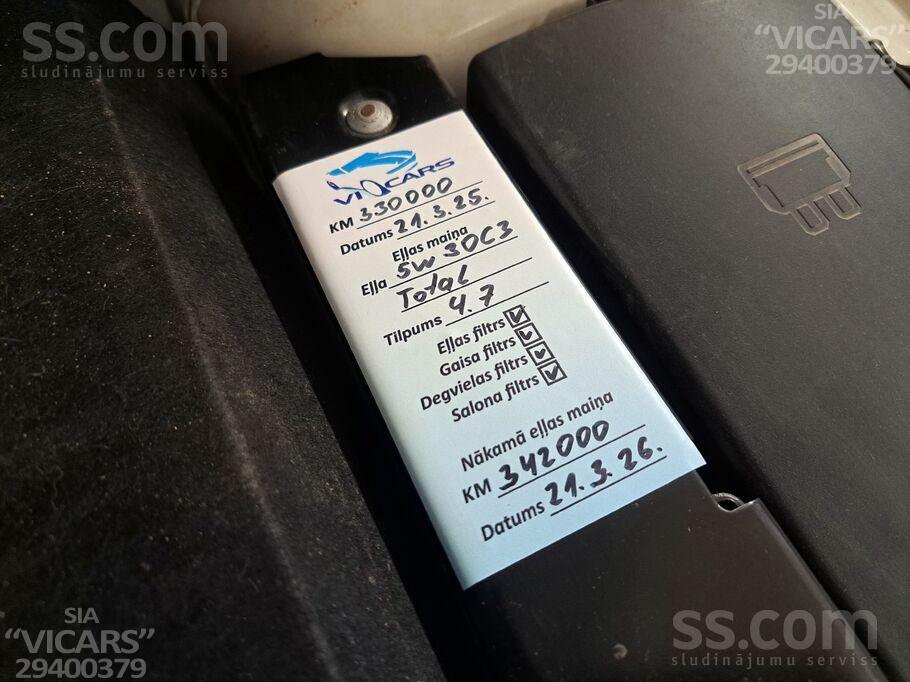 ss.com
sludinājumu serviss
SIA
“VICARS”
29400379
VICARS
KM 330000
Datums 21.3.25.
Eļļas maiņa
Eļļa 5W30C3
Total
Tilpums 4.7
Eļļas filtrs
Gaisa filtrs
Degvielas filtrs
Salona filtrs
Nākamā eļļas maiņa
KM 342000
Datums 21.3.26.
SIA
“VICARS”
29400379
ss.com
sludinājumu serviss